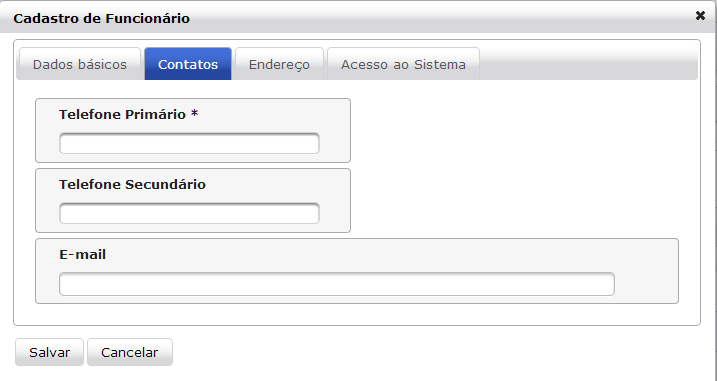 Cadastro de Funcionário
Dados básicos Contatos Endereço Acesso ao Sistema
Telefone Primário *
Telefone Secundário
E-mail
Salvar Cancelar